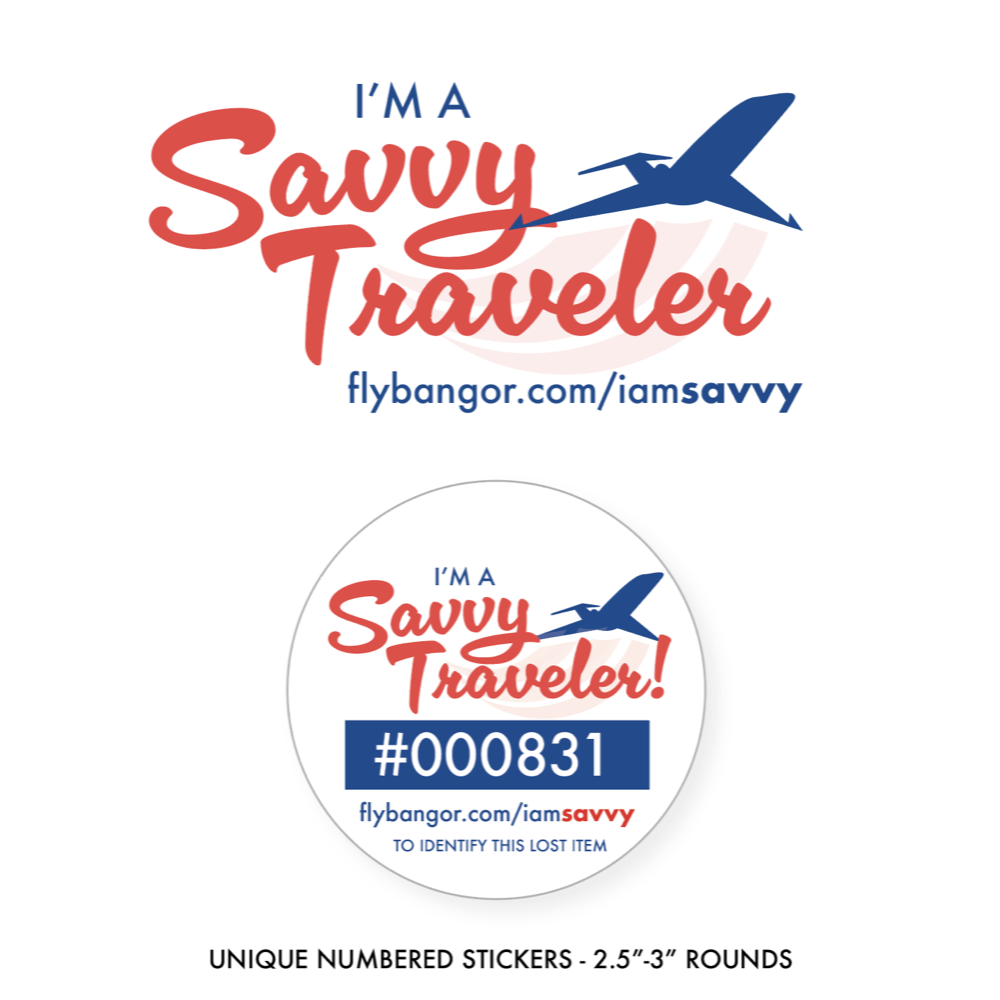 I'M A
Savvy
Traveler
flybangor.com/iamsavvy
I'M A
Savvy
Traveler!
#000831
flybangor.com/iamsavvy
TO IDENTIFY THIS LOST ITEM
UNIQUE NUMBERED STICKERS - 2.5”-3” ROUNDS